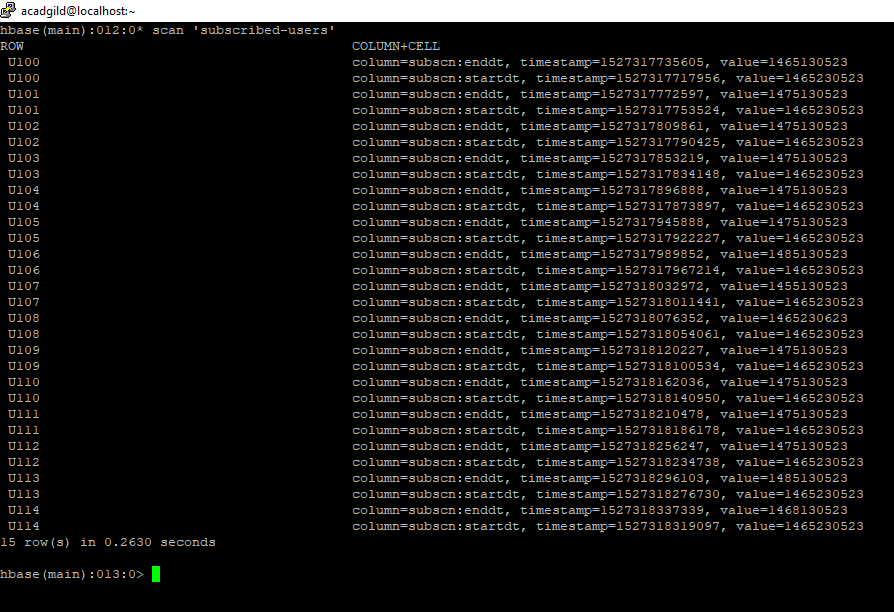 acadgild@localhost:~
hbase(main):012:0* scan 'subscribed-users'
ROW COLUMN+CELL
U100 column=subscn:enddt, timestamp=1527317735605, value=1465130523
U100 column=subscn:startdt, timestamp=1527317717956, value=1465230523
U101 column=subscn:enddt, timestamp=1527317772597, value=1475130523
U101 column=subscn:startdt, timestamp=1527317753524, value=1465230523
U102 column=subscn:enddt, timestamp=1527317809861, value=1475130523
U102 column=subscn:startdt, timestamp=1527317790425, value=1465230523
U103 column=subscn:enddt, timestamp=1527317853219, value=1475130523
U103 column=subscn:startdt, timestamp=1527317834148, value=1465230523
U104 column=subscn:enddt, timestamp=1527317896888, value=1475130523
U104 column=subscn:startdt, timestamp=1527317873897, value=1465230523
U105 column=subscn:enddt, timestamp=1527317945888, value=1475130523
U105 column=subscn:startdt, timestamp=1527317922227, value=1465230523
U106 column=subscn:enddt, timestamp=1527317989852, value=1485130523
U106 column=subscn:startdt, timestamp=1527317967214, value=1465230523
U107 column=subscn:enddt, timestamp=1527318032972, value=1455130523
U107 column=subscn:startdt, timestamp=1527318011441, value=1465230523
U108 column=subscn:enddt, timestamp=1527318076352, value=1465230623
U108 column=subscn:startdt, timestamp=1527318054061, value=1465230523
U109 column=subscn:enddt, timestamp=1527318120227, value=1475130523
U109 column=subscn:startdt, timestamp=1527318100534, value=1465230523
U110 column=subscn:enddt, timestamp=1527318162036, value=1475130523
U110 column=subscn:startdt, timestamp=1527318140950, value=1465230523
U111 column=subscn:enddt, timestamp=1527318210478, value=1475130523
U111 column=subscn:startdt, timestamp=1527318186178, value=1465230523
U112 column=subscn:enddt, timestamp=1527318256247, value=1475130523
U112 column=subscn:startdt, timestamp=1527318234738, value=1465230523
U113 column=subscn:enddt, timestamp=1527318296103, value=1485130523
U113 column=subscn:startdt, timestamp=1527318276730, value=1465230523
U114 column=subscn:enddt, timestamp=1527318337339, value=1468130523
U114 column=subscn:startdt, timestamp=1527318319097, value=1465230523
15 row(s) in 0.2630 seconds
hbase(main):013:0>